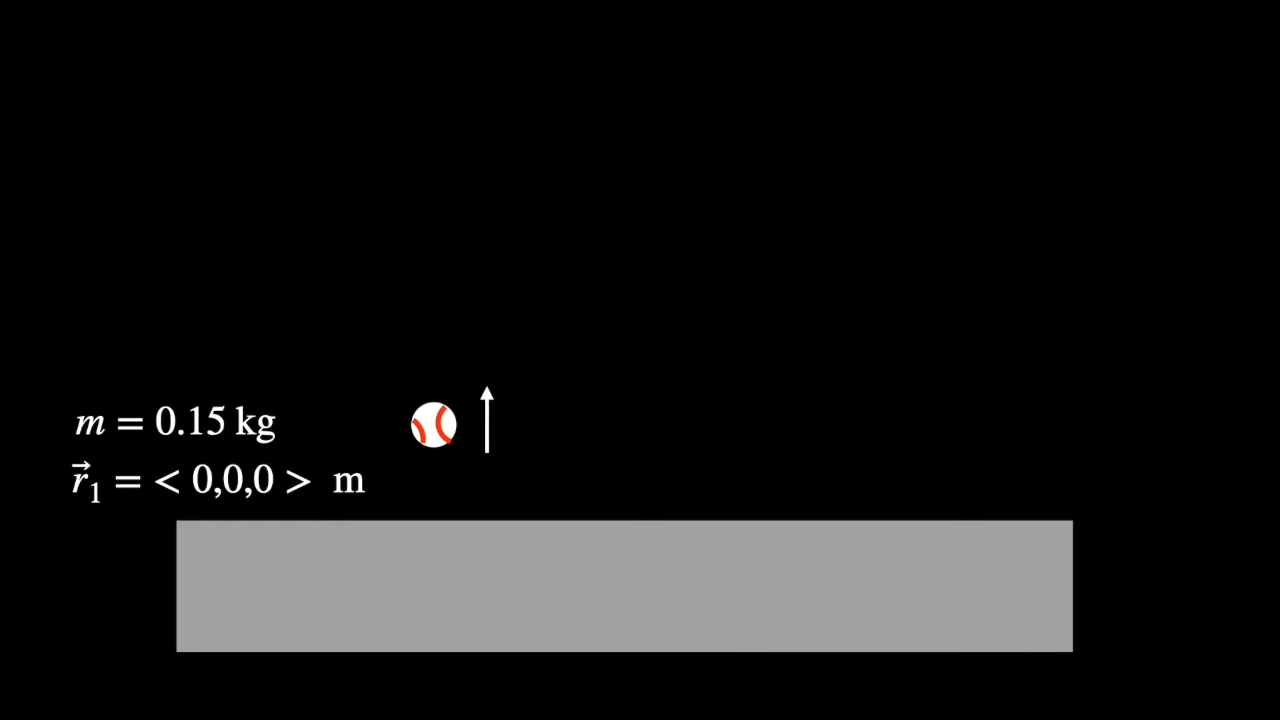 m = 0.15 kg
r⃗₁ = < 0,0,0 > m